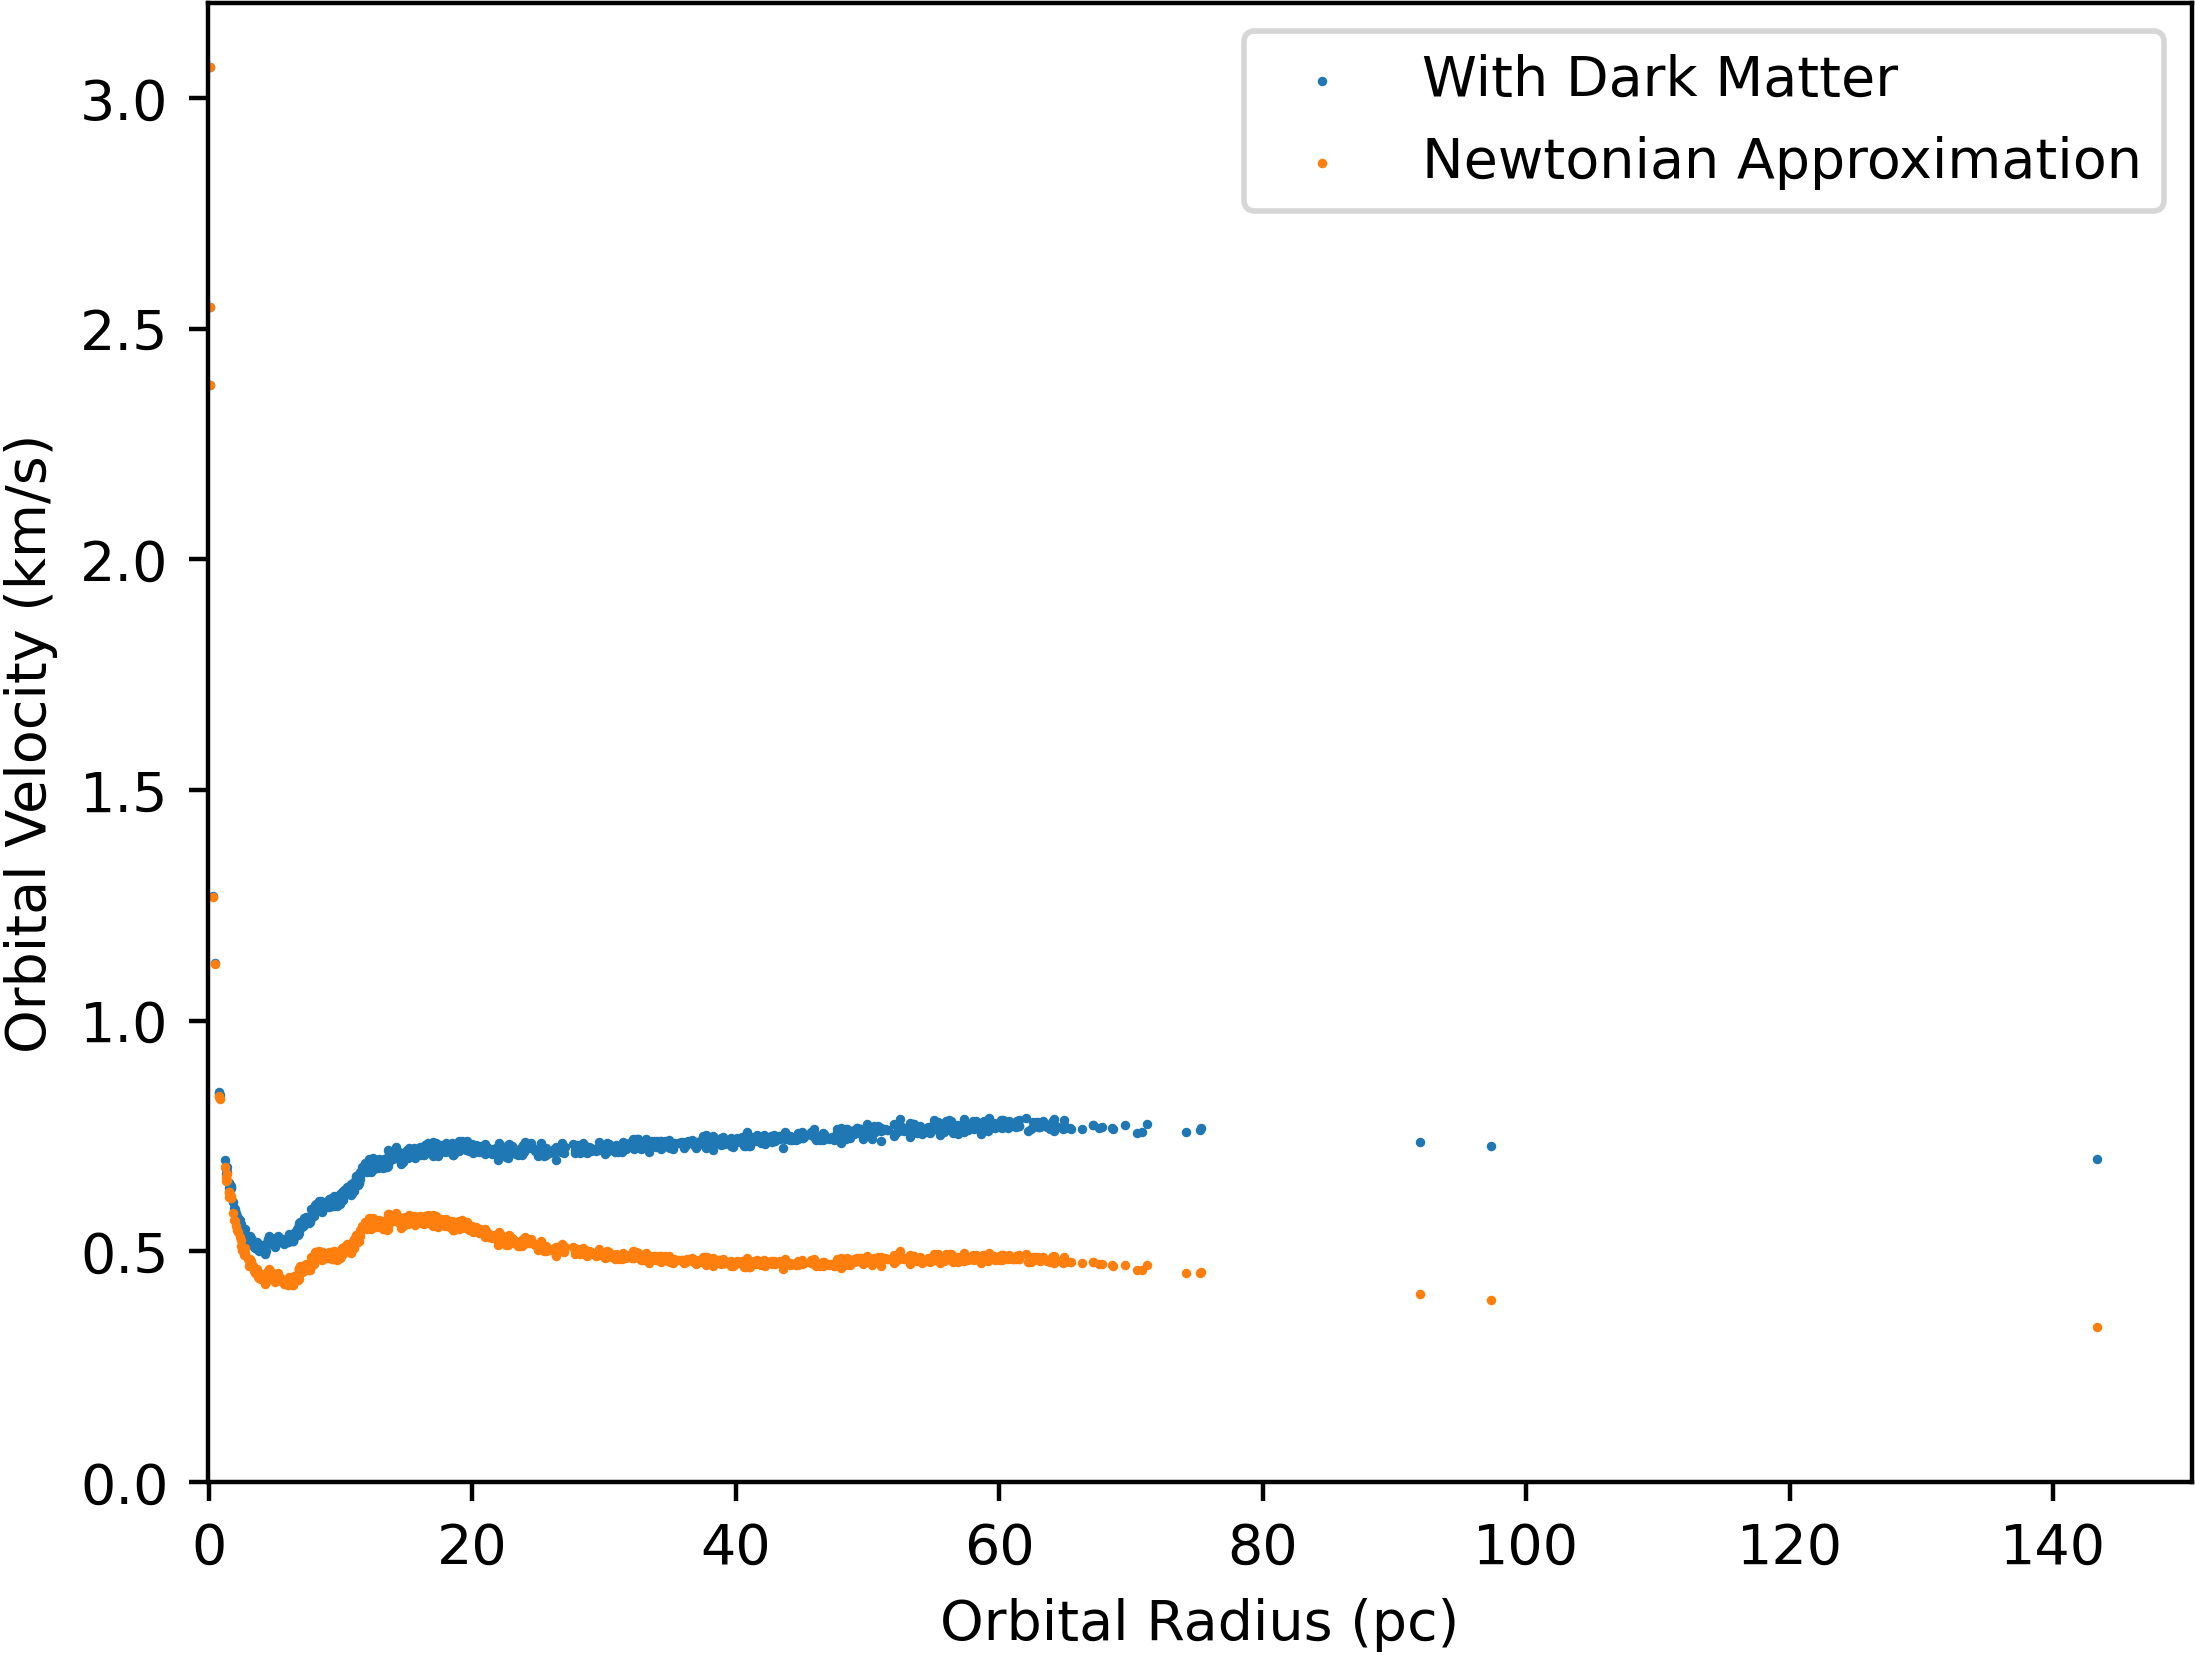 With Dark Matter
Newtonian Approximation
3.0
2.5
2.0
1.5
1.0
0.5
0.0
Orbital Velocity (km/s)
0 20 40 60 80 100 120 140
Orbital Radius (pc)